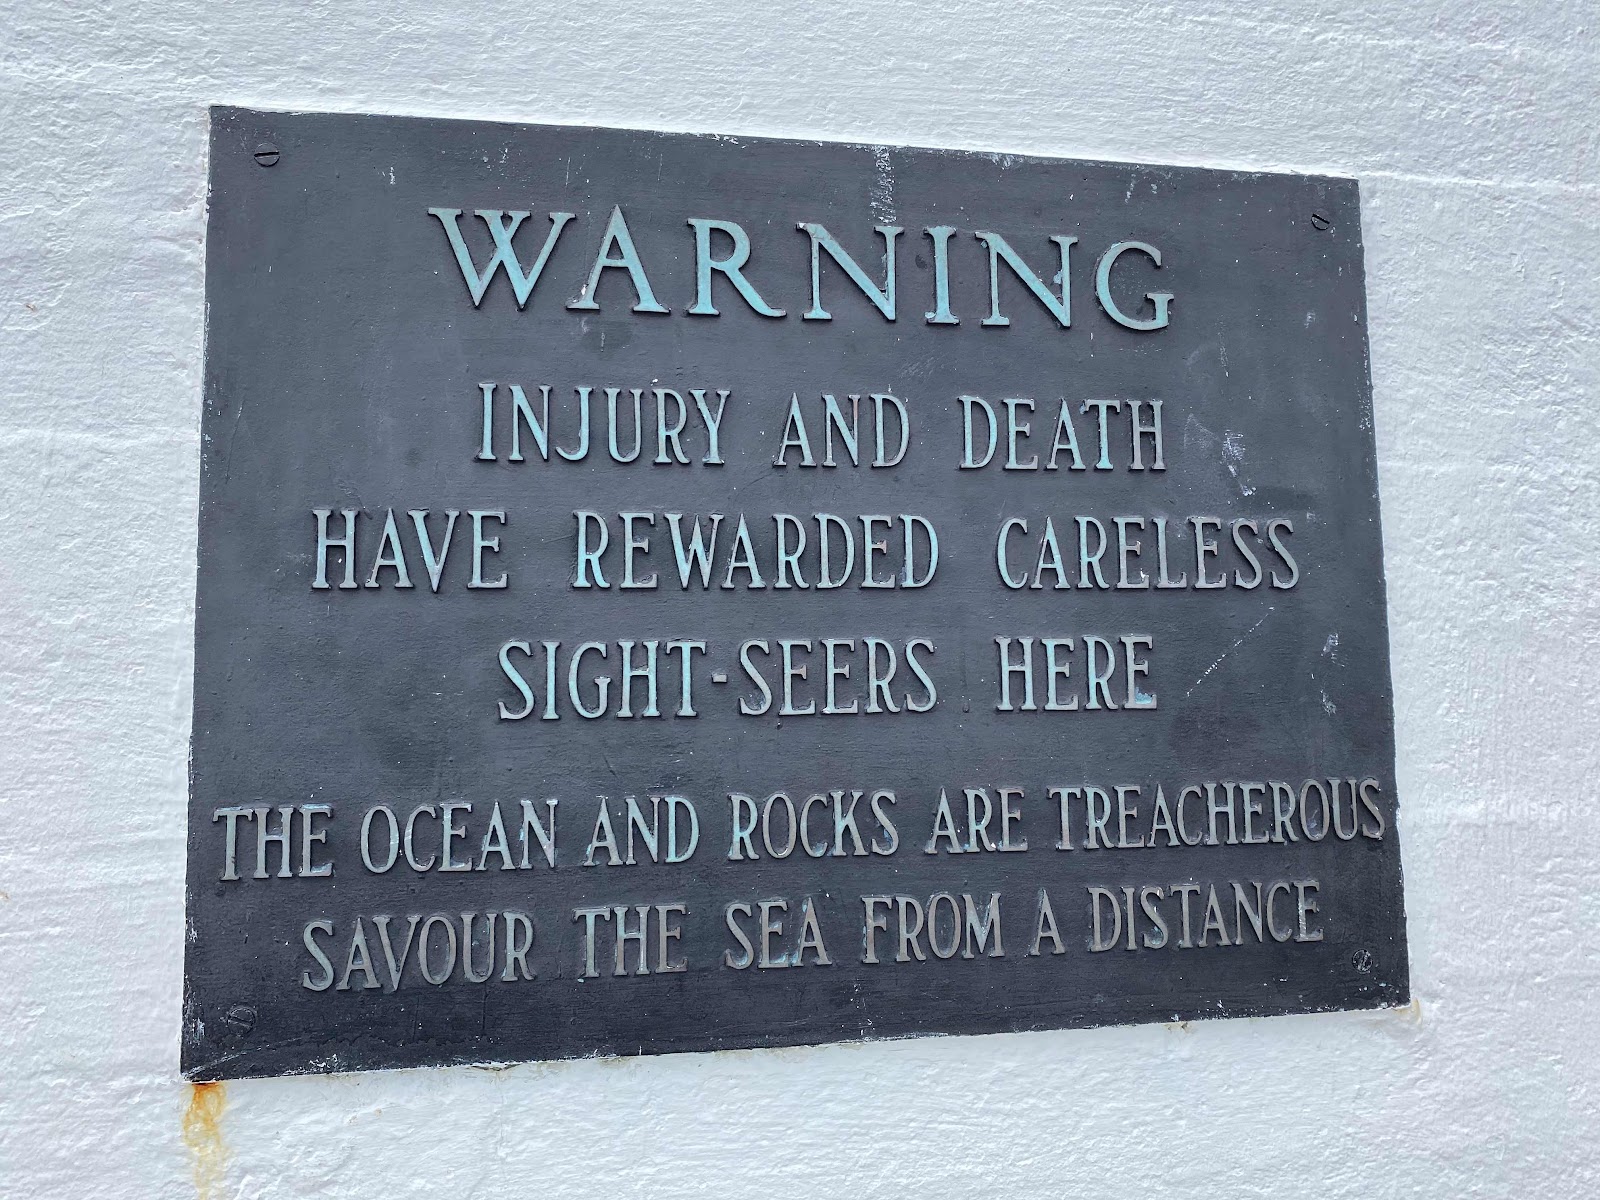 WARNING
INJURY AND DEATH
HAVE REWARDED CARELESS
SIGHT-SEERS HERE
THE OCEAN AND ROCKS ARE TREACHEROUS
SAVOUR THE SEA FROM A DISTANCE